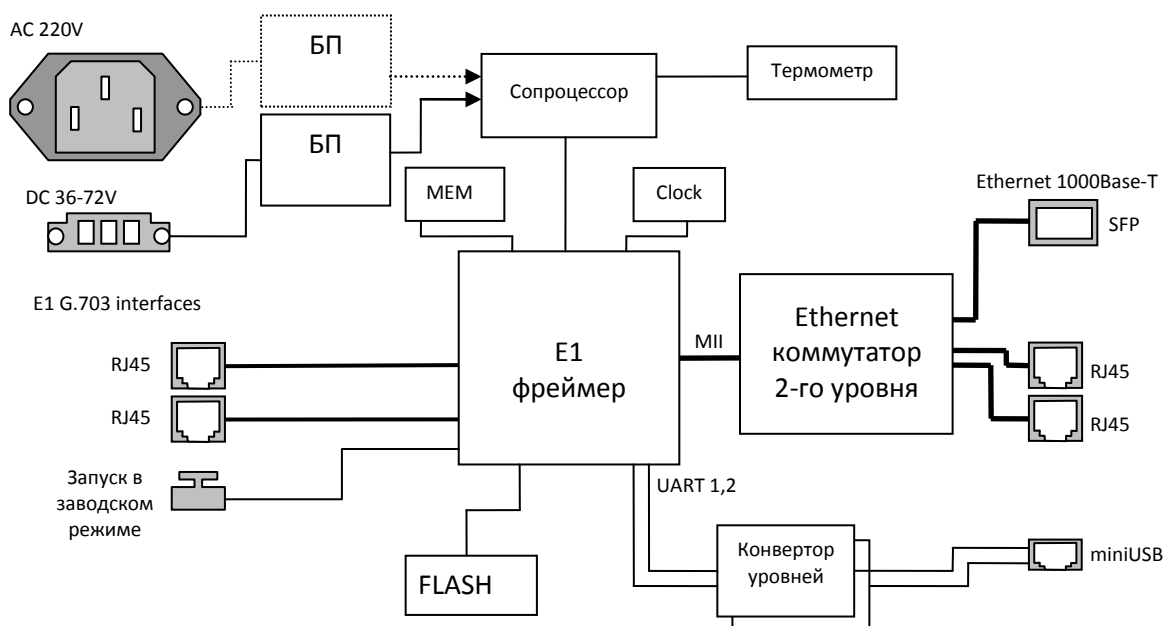 AC 220V
БП
Сопроцессор
Термометр
БП
DC 36-72V
MEM
Clock
Ethernet 1000Base-T
SFP
E1 G.703 interfaces
RJ45
RJ45
E1
фреймер
MII
Ethernet
коммутатор
2-го уровня
RJ45
RJ45
Запуск в
заводском
режиме
UART 1,2
FLASH
Конвертор
уровней
miniUSB